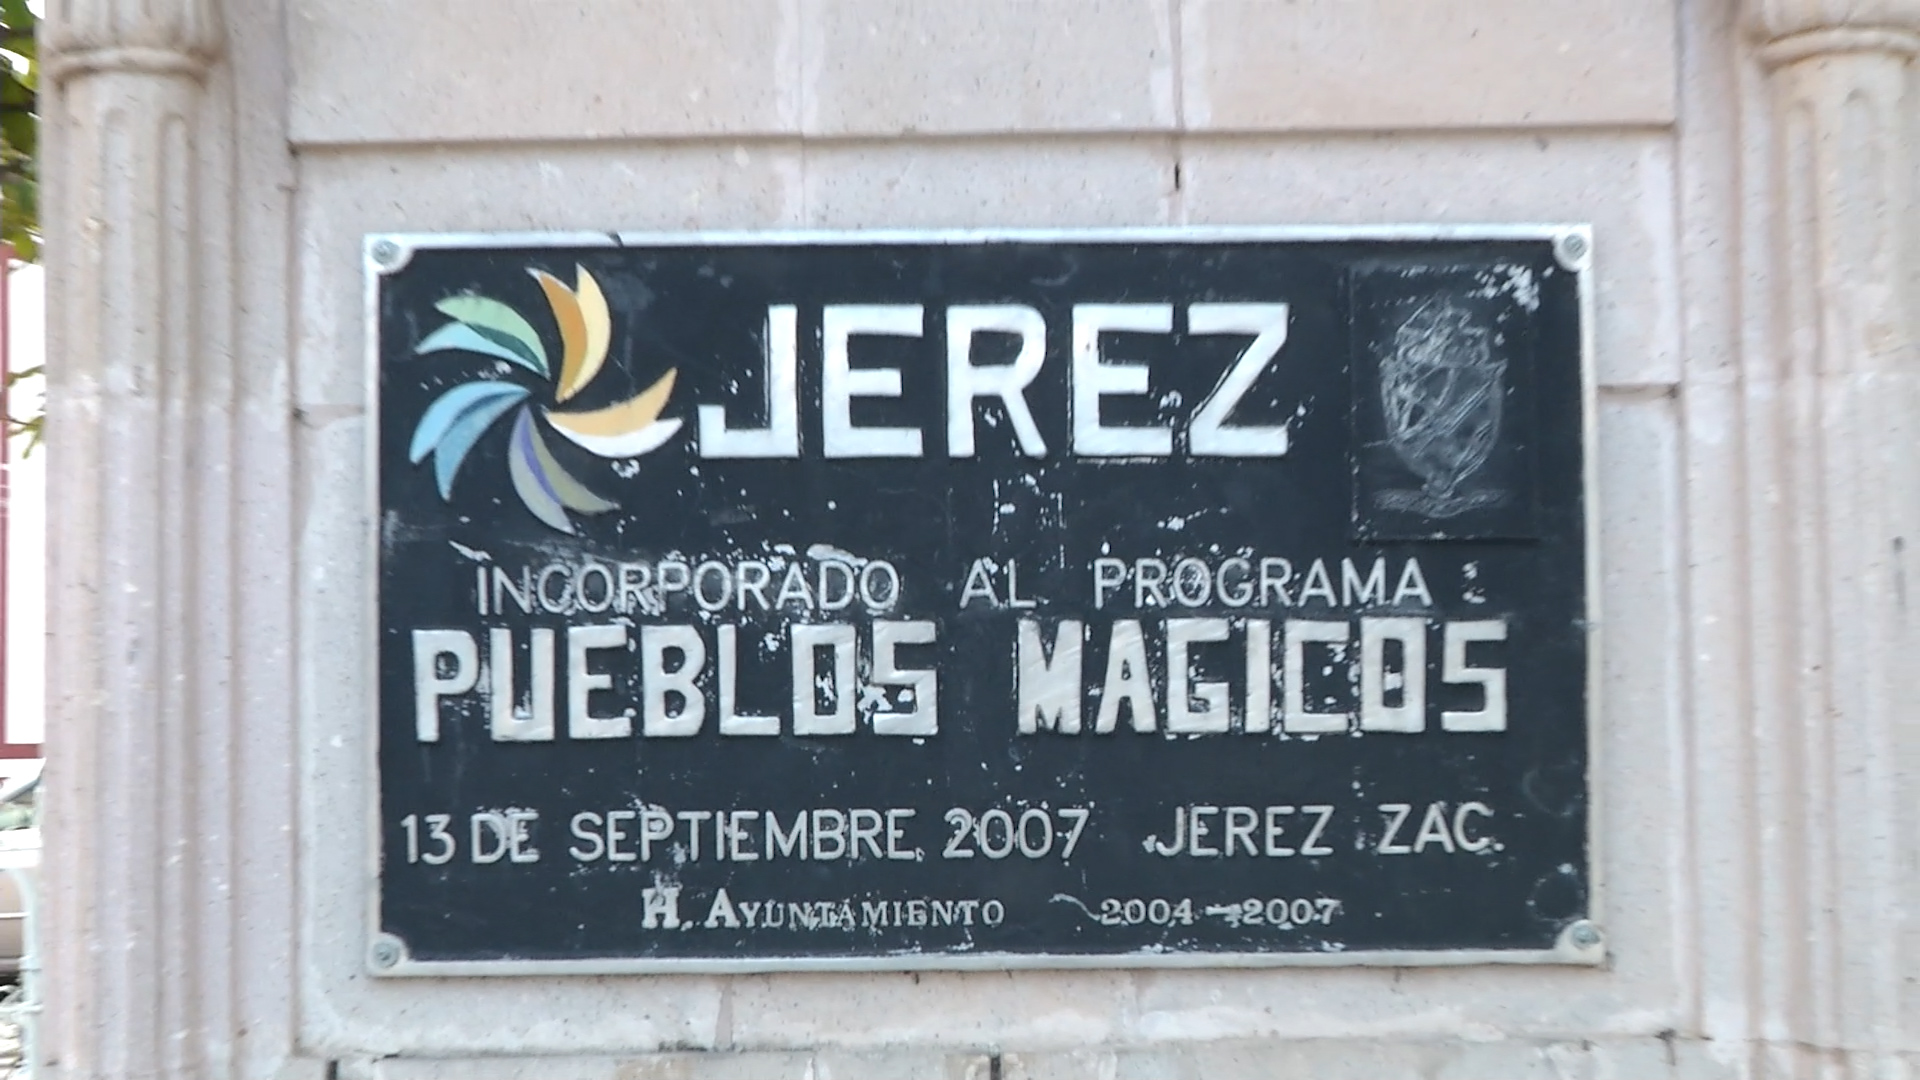 JEREZ
INCORPORADO AL PROGRAMA :
PUEBLOS MAGICOS
13 DE SEPTIEMBRE 2007 JEREZ ZAC.
H. AYUNTAMIENTO 2004-2007